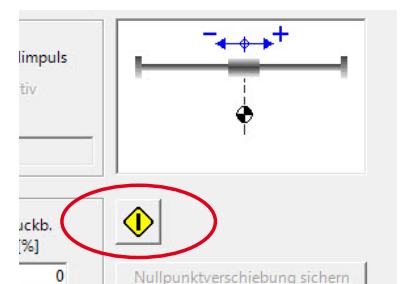 limpuls
tiv
- +
uckb.
[%]
0
Nullpunktverschiebung sichern